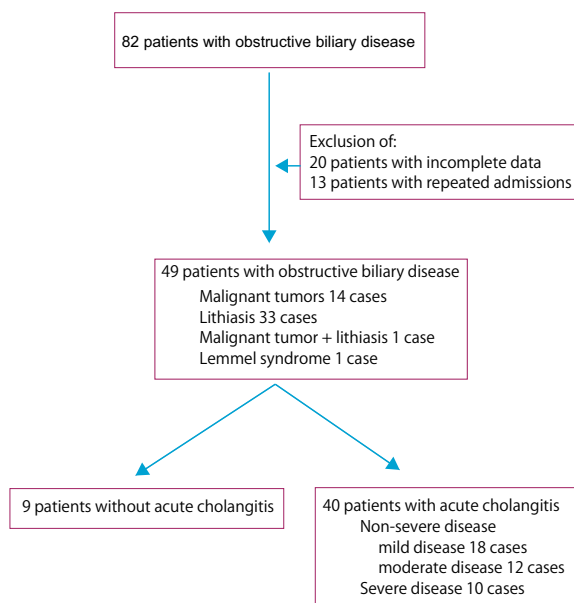 82 patients with obstructive biliary disease
Exclusion of:
20 patients with incomplete data
13 patients with repeated admissions
49 patients with obstructive biliary disease
Malignant tumors 14 cases
Lithiasis 33 cases
Malignant tumor + lithiasis 1 case
Lemmel syndrome 1 case
9 patients without acute cholangitis
40 patients with acute cholangitis
Non-severe disease
mild disease 18 cases
moderate disease 12 cases
Severe disease 10 cases